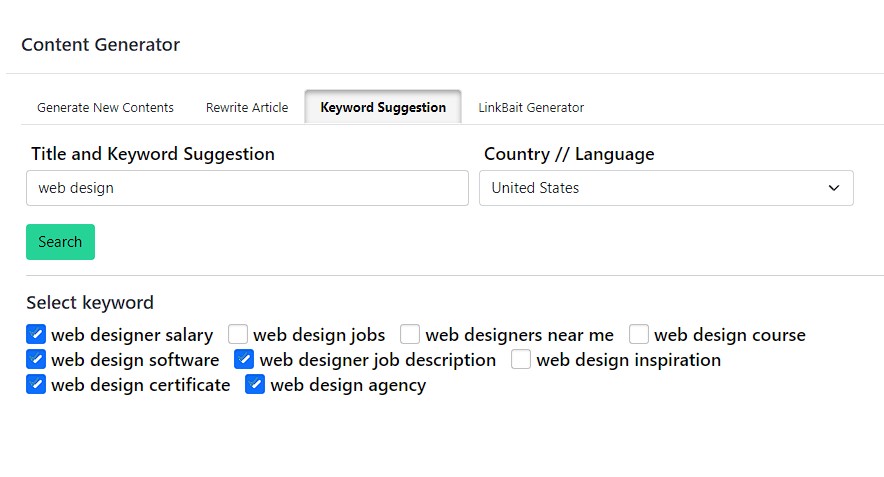 Content Generator
Generate New Contents Rewrite Article Keyword Suggestion LinkBait Generator
Title and Keyword Suggestion Country // Language
web design United States
Search
Select keyword
web designer salary web design jobs web designers near me web design course
web design software web designer job description web design inspiration
web design certificate web design agency